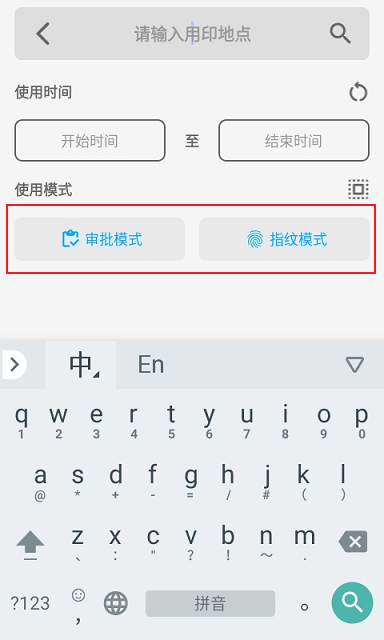 请输入用印地点
使用时间
开始时间 至 结束时间
使用模式
审批模式 指纹模式
中 En
q w e r t y u i o p
1 2 3 4 5 6 7 8 9 0
a s d f g h j k l
@ * + - = / # ( )
z x c v b n m
、 : " ? ! ~ .
?123 , 拼音 。